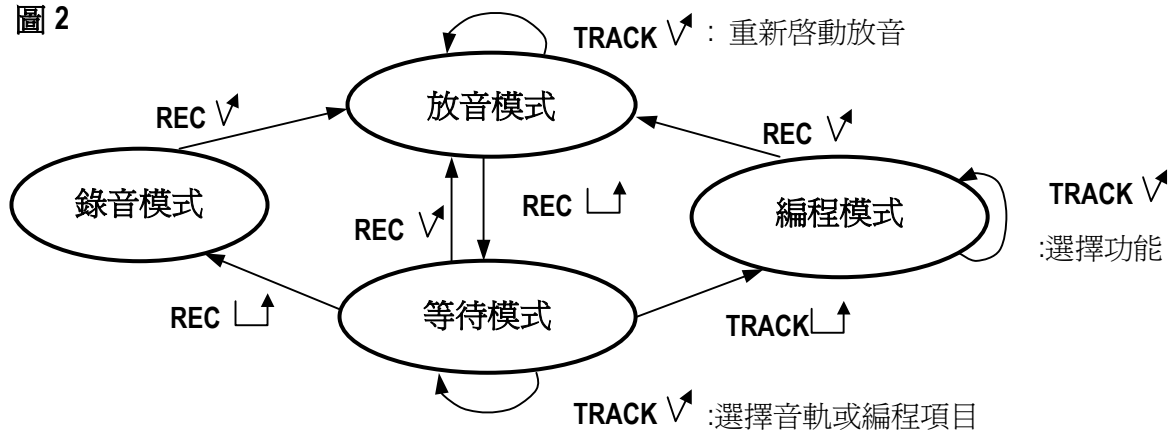 圖 2
TRACK : 重新啓動放音
放音模式
REC
REC
錄音模式
REC
REC
編程模式
TRACK
:選擇功能
等待模式
REC
TRACK
TRACK :選擇音軌或編程項目